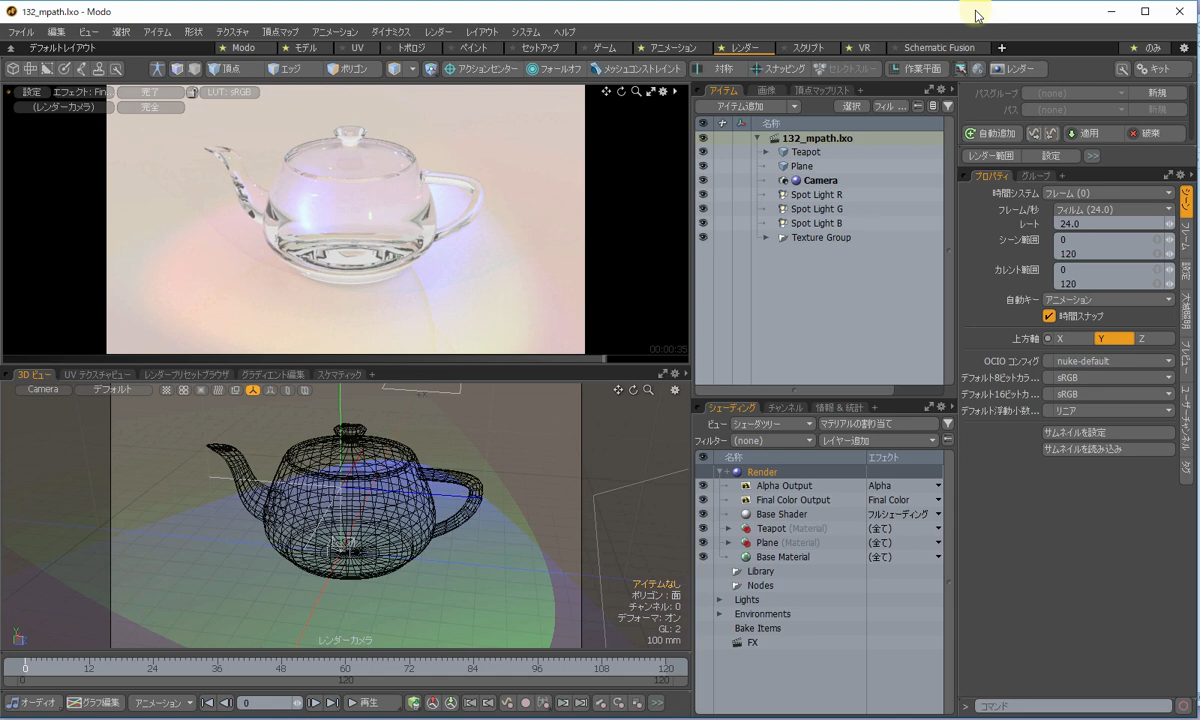 132_mpath.lxo - Modo
ファイル 編集 ビュー 選択 アイテム 形状 テクスチャ 頂点マップ アニメーション ダイナミクス レンダー レイアウト システム ヘルプ
デフォルトレイアウト Modo モデル UV トポロジ ペイント セットアップ ゲーム アニメーション レンダー スクリプト VR Schematic Fusion + のみ
頂点 エッジ ポリゴン アクションセンター フォールオフ メッシュコンストレイント 対称 スナッピング セレクトスルー 作業平面 レンダー キット
設定 エフェクト: Fin 完了 LUT: sRGB
(レンダーカメラ) 完全
00:00:35
アイテム 画像 頂点マップリスト +
アイテム追加 選択 フィル ...
名称
132_mpath.lxo
Teapot
Plane
Camera
Spot Light R
Spot Light G
Spot Light B
Texture Group
パスグループ (none) 新規
パス (none) 新規
自動追加 適用 破棄
レンダー範囲 設定 >>
プロパティ グループ +
時間システム フレーム (0)
フレーム/秒 フィルム (24.0)
レート 24.0
シーン範囲 0
120
カレント範囲 0
120
自動キー アニメーション
時間スナップ
上方軸 X Y Z
OCIO コンフィグ nuke-default
デフォルト8ビットカラ... sRGB
デフォルト16ビットカ... sRGB
デフォルト浮動小数... リニア
サムネイルを設定
サムネイルを読み込み
シーン
フレーム
設定
大域照明
プレビュー
ユーザーチャンネル
タグ
3D ビュー UV テクスチャビュー レンダープリセットブラウザ グラディエント編集 スキマティック +
Camera デフォルト
アイテムなし
ポリゴン : 面
チャンネル: 0
デフォーマ: オン
GL: 2
100 mm
レンダーカメラ
シェーディング チャンネル 情報 & 統計 +
ビュー シェーダツリー マテリアルの割り当て
フィルター (none) レイヤー追加
名称 エフェクト
Render
Alpha Output Alpha
Final Color Output Final Color
Base Shader フルシェーディング
Teapot (Material) (全て)
Plane (Material) (全て)
Base Material (全て)
Library
Nodes
Lights
Environments
Bake Items
FX
0 12 24 36 48 60 72 84 96 108 120
0 120 120
オーディオ グラフ編集 アニメーション 0 再生 >>
> コマンド